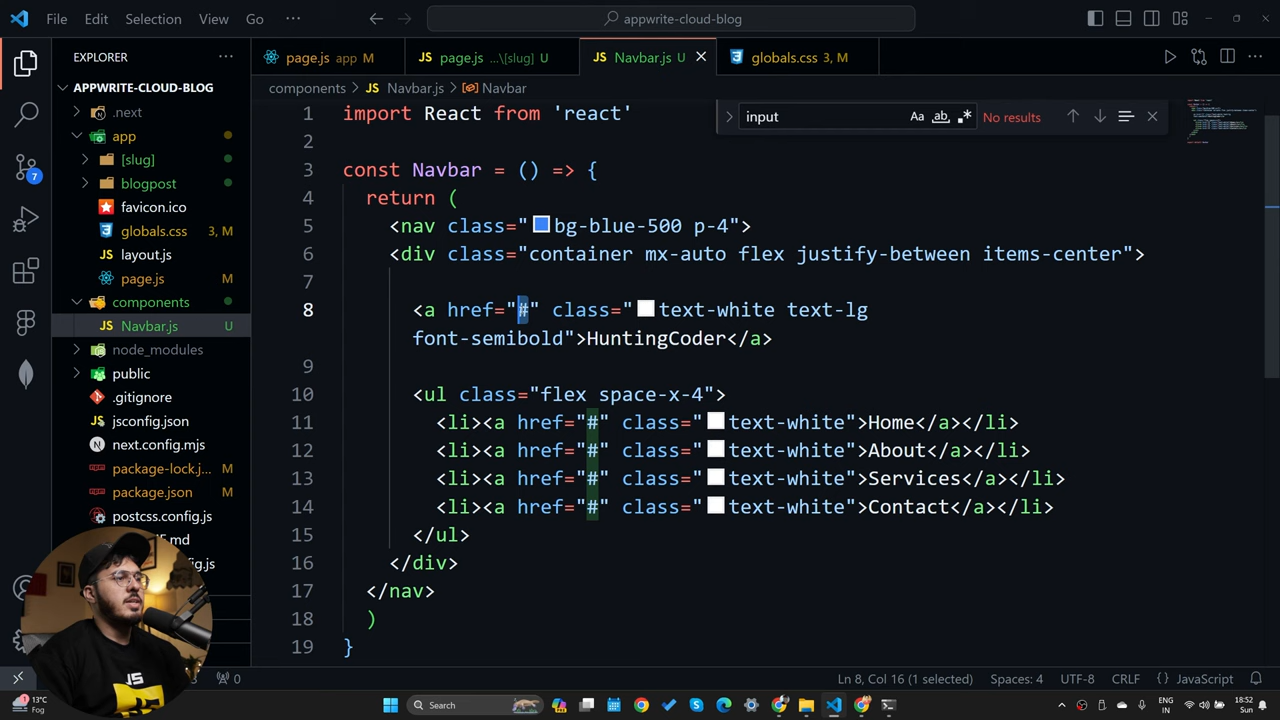 File Edit Selection View Go ··· appwrite-cloud-blog
EXPLORER ···
APPWRITE-CLOUD-BLOG
.next
app
[slug]
blogpost
favicon.ico
globals.css 3, M
layout.js
page.js M
components
JS Navbar.js U
node_modules
public
.gitignore
JS jsconfig.json
next.config.mjs
package-lock.j... M
package.json M
postcss.config.js
.md
fig.js
7
page.js app M
JS page.js ...\[slug] U
JS Navbar.js U
globals.css 3, M
components > JS Navbar.js > Navbar
input Aa ab .* No results
1 import React from 'react'
2
3 const Navbar = () => {
4 return (
5 <nav class="bg-blue-500 p-4">
6 <div class="container mx-auto flex justify-between items-center">
7
8 <a href="#" class="text-white text-lg
font-semibold">HuntingCoder</a>
9
10 <ul class="flex space-x-4">
11 <li><a href="#" class="text-white">Home</a></li>
12 <li><a href="#" class="text-white">About</a></li>
13 <li><a href="#" class="text-white">Services</a></li>
14 <li><a href="#" class="text-white">Contact</a></li>
15 </ul>
16 </div>
17 </nav>
18 )
19 }
JS
0 Ln 8, Col 16 (1 selected) Spaces: 4 UTF-8 CRLF {} JavaScript
13°C
Fog
Search
ENG
IN
18:52
Sun